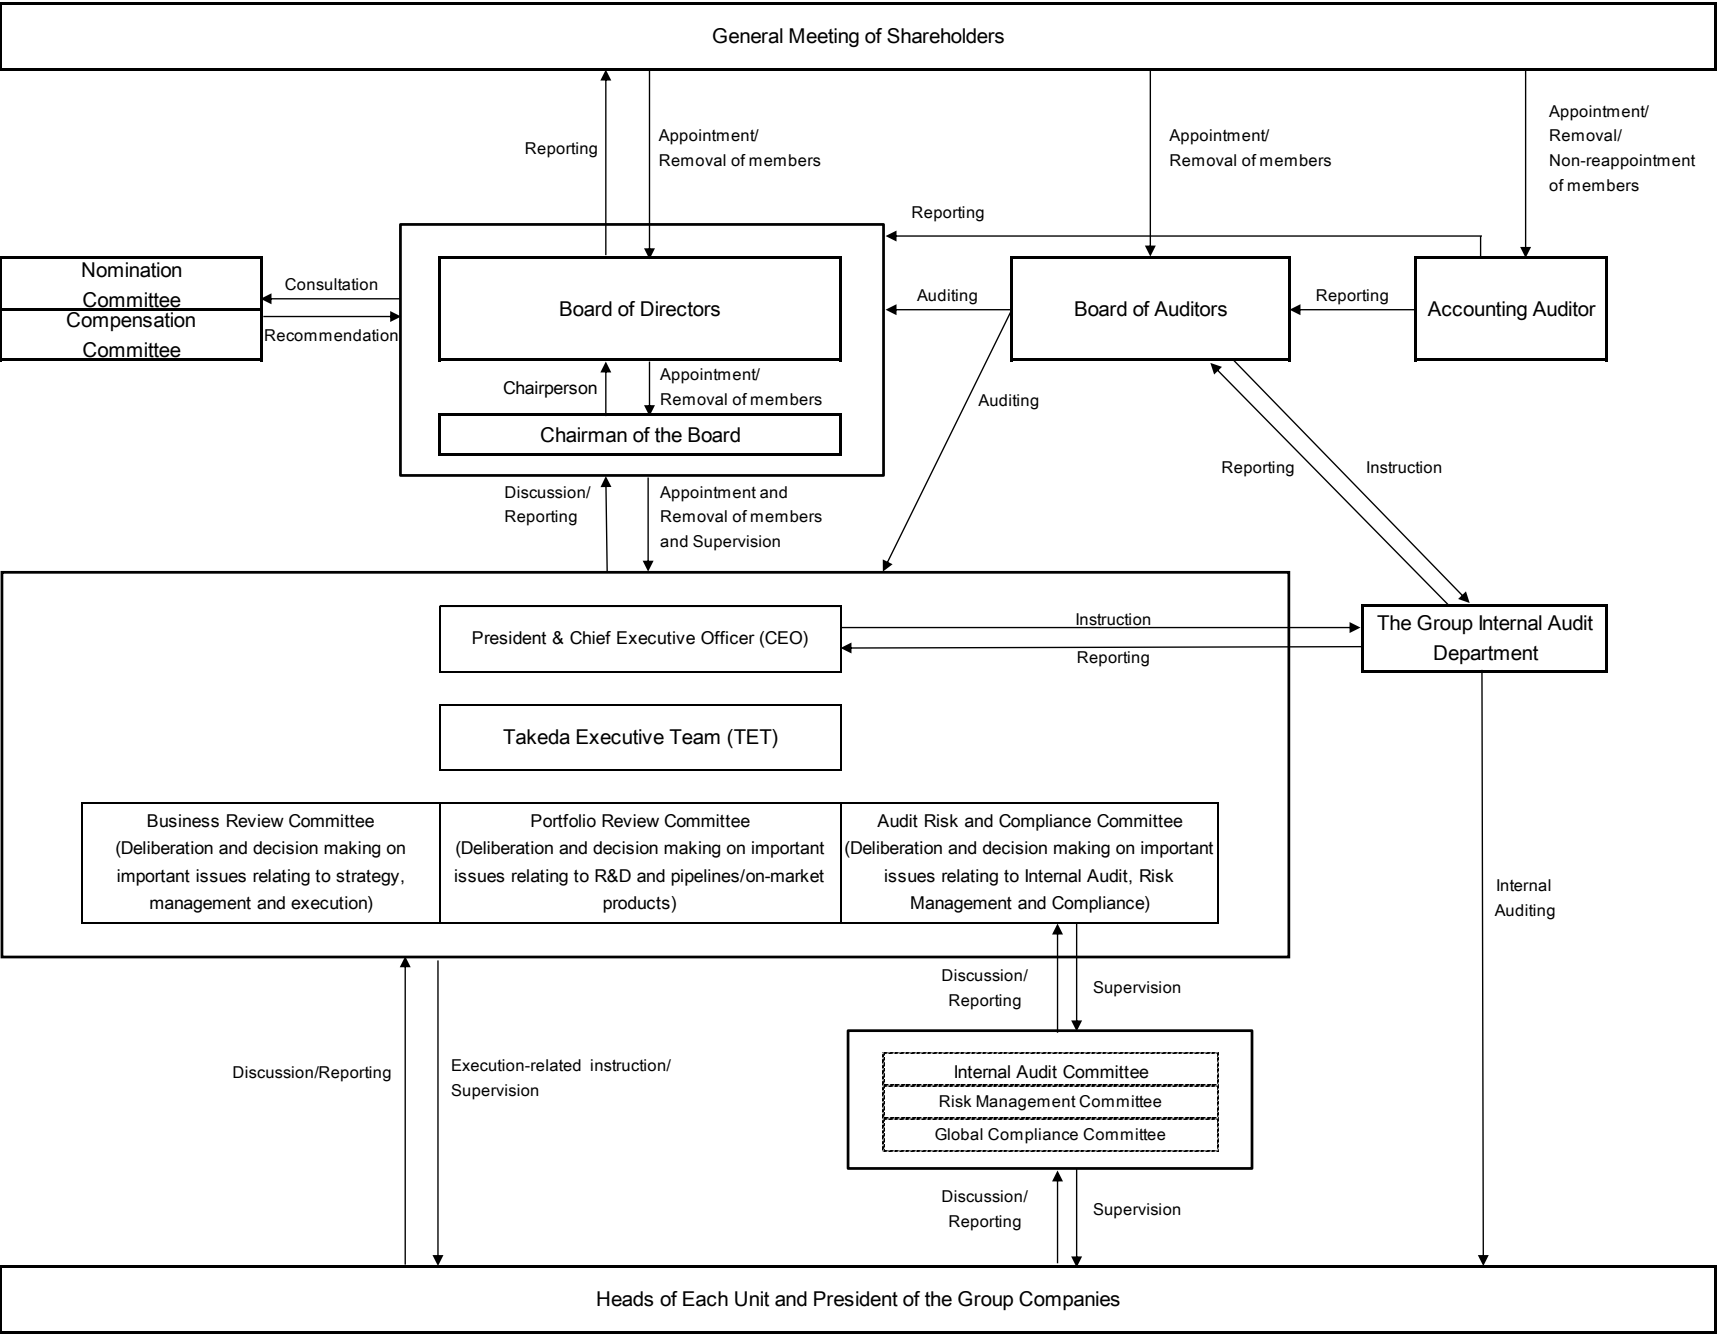 General Meeting of Shareholders
Reporting
Appointment/
Removal of members
Appointment/
Removal of members
Appointment/
Removal/
Non-reappointment
of members
Reporting
Nomination
Committee
Compensation
Committee
Consultation
Recommendation
Board of Directors
Auditing
Board of Auditors
Reporting
Accounting Auditor
Chairperson
Appointment/
Removal of members
Chairman of the Board
Auditing
Reporting
Instruction
Discussion/
Reporting
Appointment and
Removal of members
and Supervision
President & Chief Executive Officer (CEO)
Instruction
Reporting
The Group Internal Audit
Department
Takeda Executive Team (TET)
Business Review Committee
(Deliberation and decision making on
important issues relating to strategy,
management and execution)
Portfolio Review Committee
(Deliberation and decision making on important
issues relating to R&D and pipelines/on-market
products)
Audit Risk and Compliance Committee
(Deliberation and decision making on important
issues relating to Internal Audit, Risk
Management and Compliance)
Internal
Auditing
Discussion/
Reporting
Supervision
Discussion/Reporting
Execution-related instruction/
Supervision
Internal Audit Committee
Risk Management Committee
Global Compliance Committee
Discussion/
Reporting
Supervision
Heads of Each Unit and President of the Group Companies